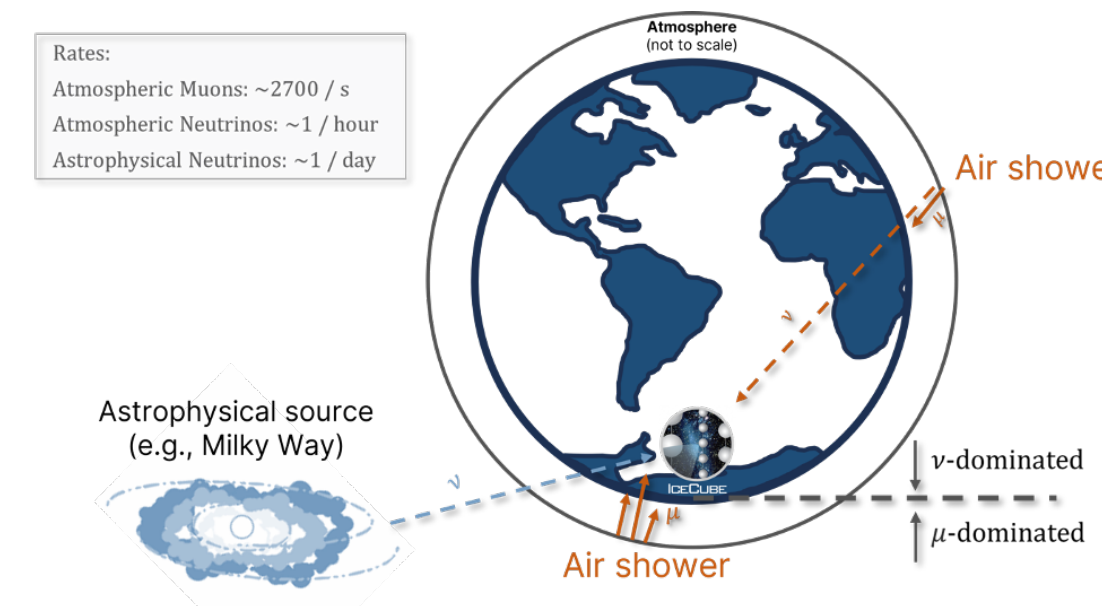 Rates:
Atmospheric Muons: ~2700 / s
Atmospheric Neutrinos: ~1 / hour
Astrophysical Neutrinos: ~1 / day
Atmosphere
(not to scale)
Air showe
μ
ν
Astrophysical source
(e.g., Milky Way)
ν
ICECUBE
μ
Air shower
ν-dominated
μ-dominated